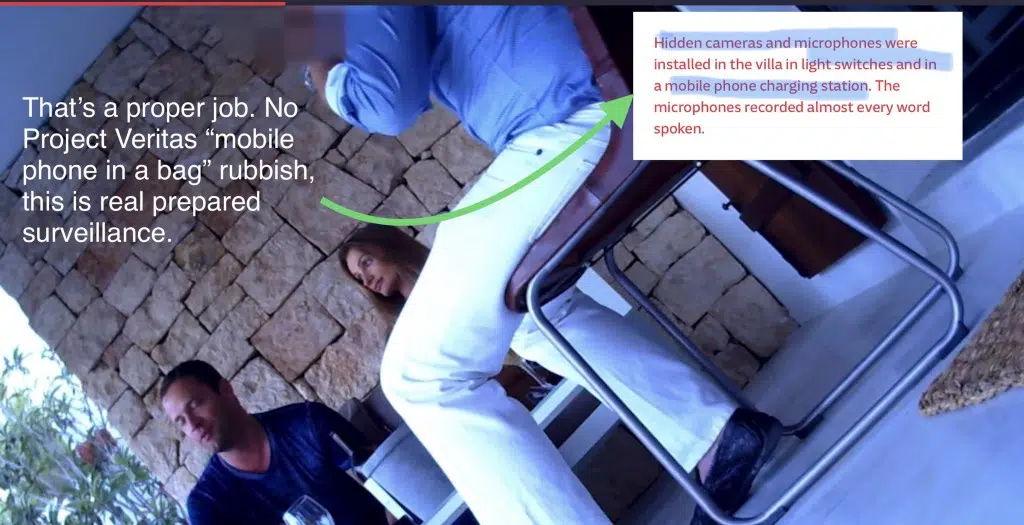 That’s a proper job. No
Project Veritas “mobile
phone in a bag” rubbish,
this is real prepared
surveillance.
Hidden cameras and microphones were
installed in the villa in light switches and in
a mobile phone charging station. The
microphones recorded almost every word
spoken.